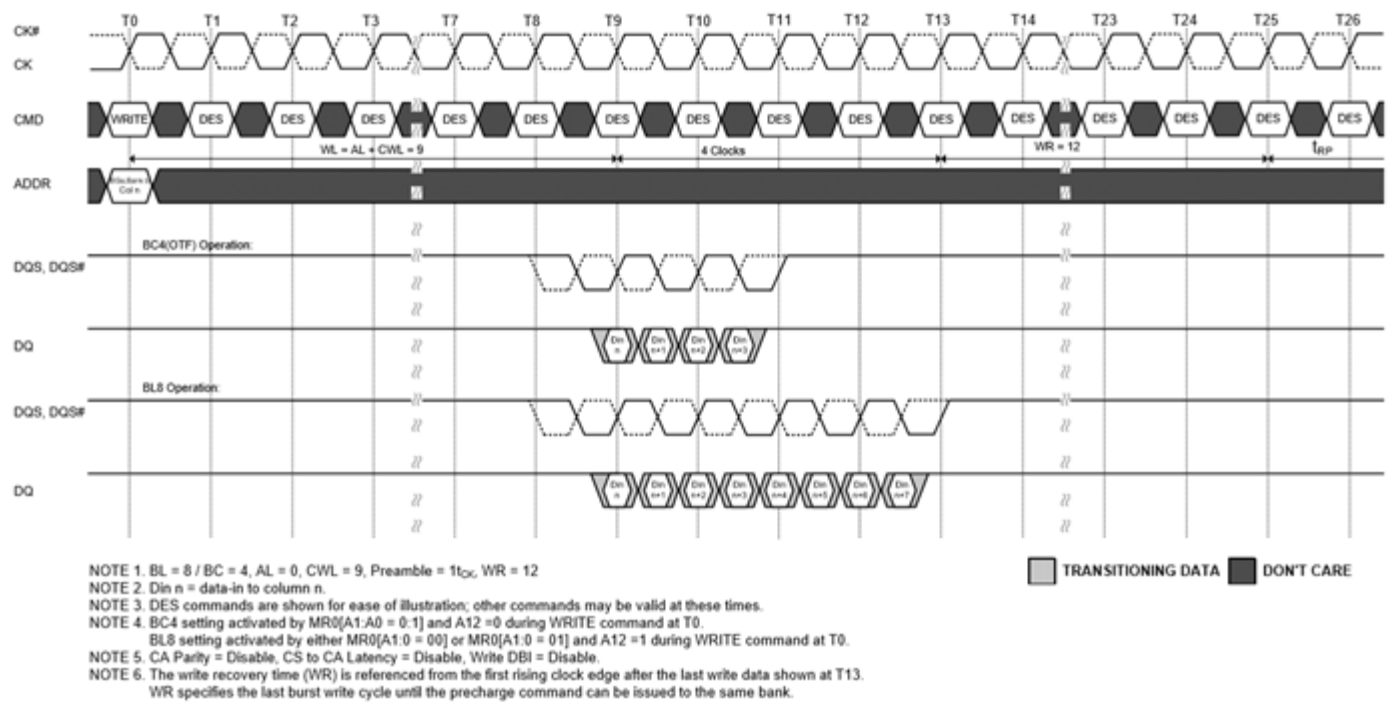 T0 T1 T2 T3 T7 T8 T9 T10 T11 T12 T13 T14 T23 T24 T25 T26
CK#
CK
CMD WRITE DES DES DES DES DES DES DES DES DES DES DES DES DES DES DES
WL = AL + CWL = 9 4 Clocks WR = 12 tRP
ADDR
Col n
BC4(OTF) Operation:
DQS, DQS#
DQ Din n Din n+1 Din n+2 Din n+3
BL8 Operation:
DQS, DQS#
DQ Din n Din n+1 Din n+2 Din n+3 Din n+4 Din n+5 Din n+6 Din n+7
NOTE 1. BL = 8 / BC = 4, AL = 0, CWL = 9, Preamble = 1tCK, WR = 12
TRANSITIONING DATA DON'T CARE
NOTE 2. Din n = data-in to column n.
NOTE 3. DES commands are shown for ease of illustration; other commands may be valid at these times.
NOTE 4. BC4 setting activated by MR0[A1:A0 = 0:1] and A12 =0 during WRITE command at T0.
BL8 setting activated by either MR0[A1:0 = 00] or MR0[A1:0 = 01] and A12 =1 during WRITE command at T0.
NOTE 5. CA Parity = Disable, CS to CA Latency = Disable, Write DBI = Disable.
NOTE 6. The write recovery time (WR) is referenced from the first rising clock edge after the last write data shown at T13.
WR specifies the last burst write cycle until the precharge command can be issued to the same bank.